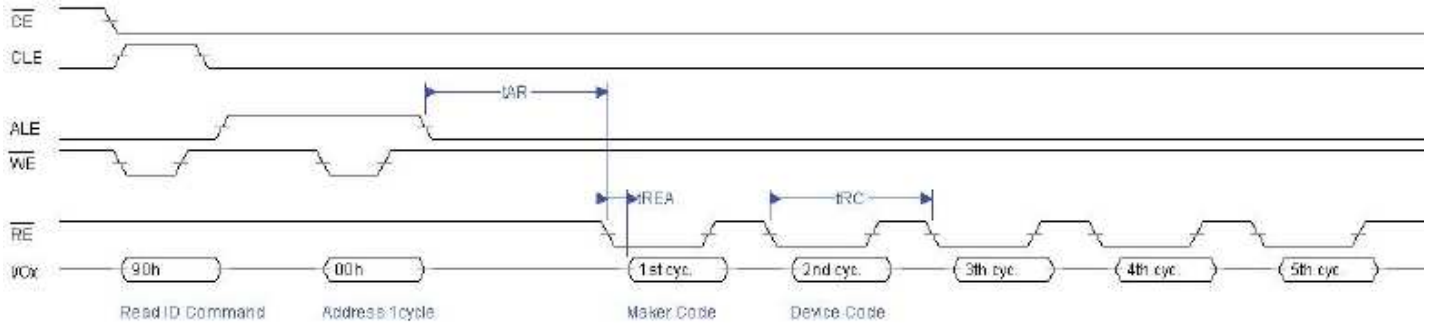 CE
CLE
tAR
ALE
WE
tREA
tRC
RE
I/Ox
90h
00h
1st cyc.
2nd cyc.
3th cyc.
4th cyc.
5th cyc.
Read ID Command
Address 1cycle
Maker Code
Device Code